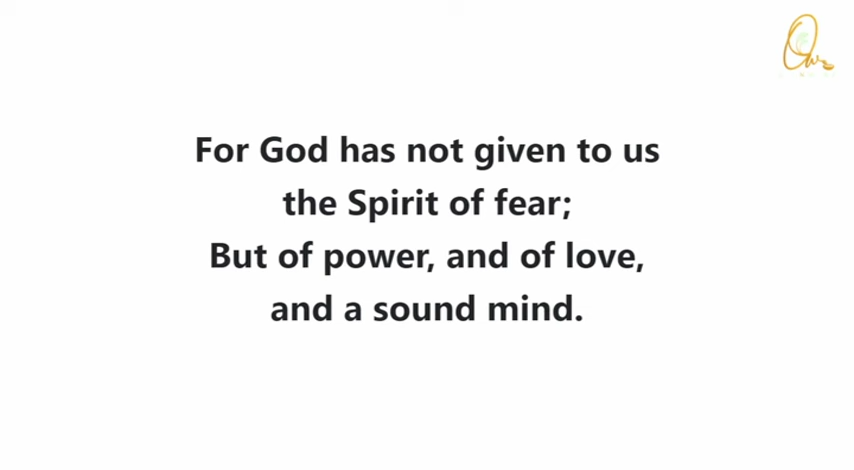 For God has not given to us
the Spirit of fear;
But of power, and of love,
and a sound mind.